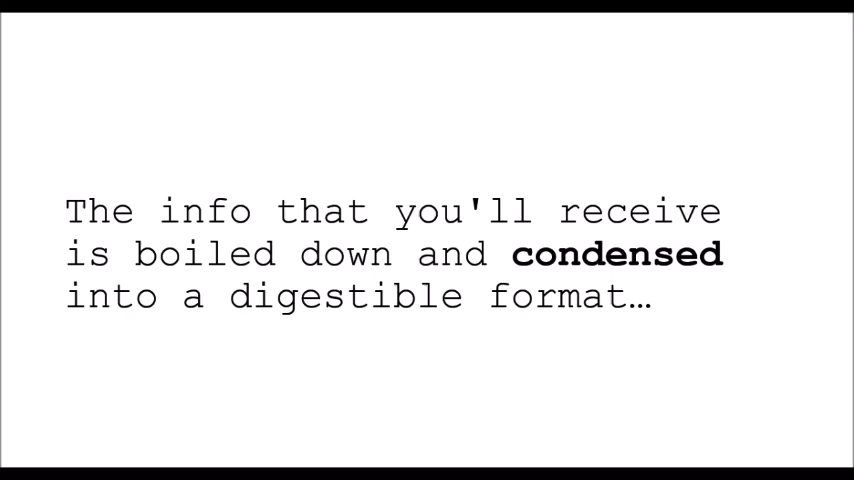 The info that you'll receive
is boiled down and condensed
into a digestible format…